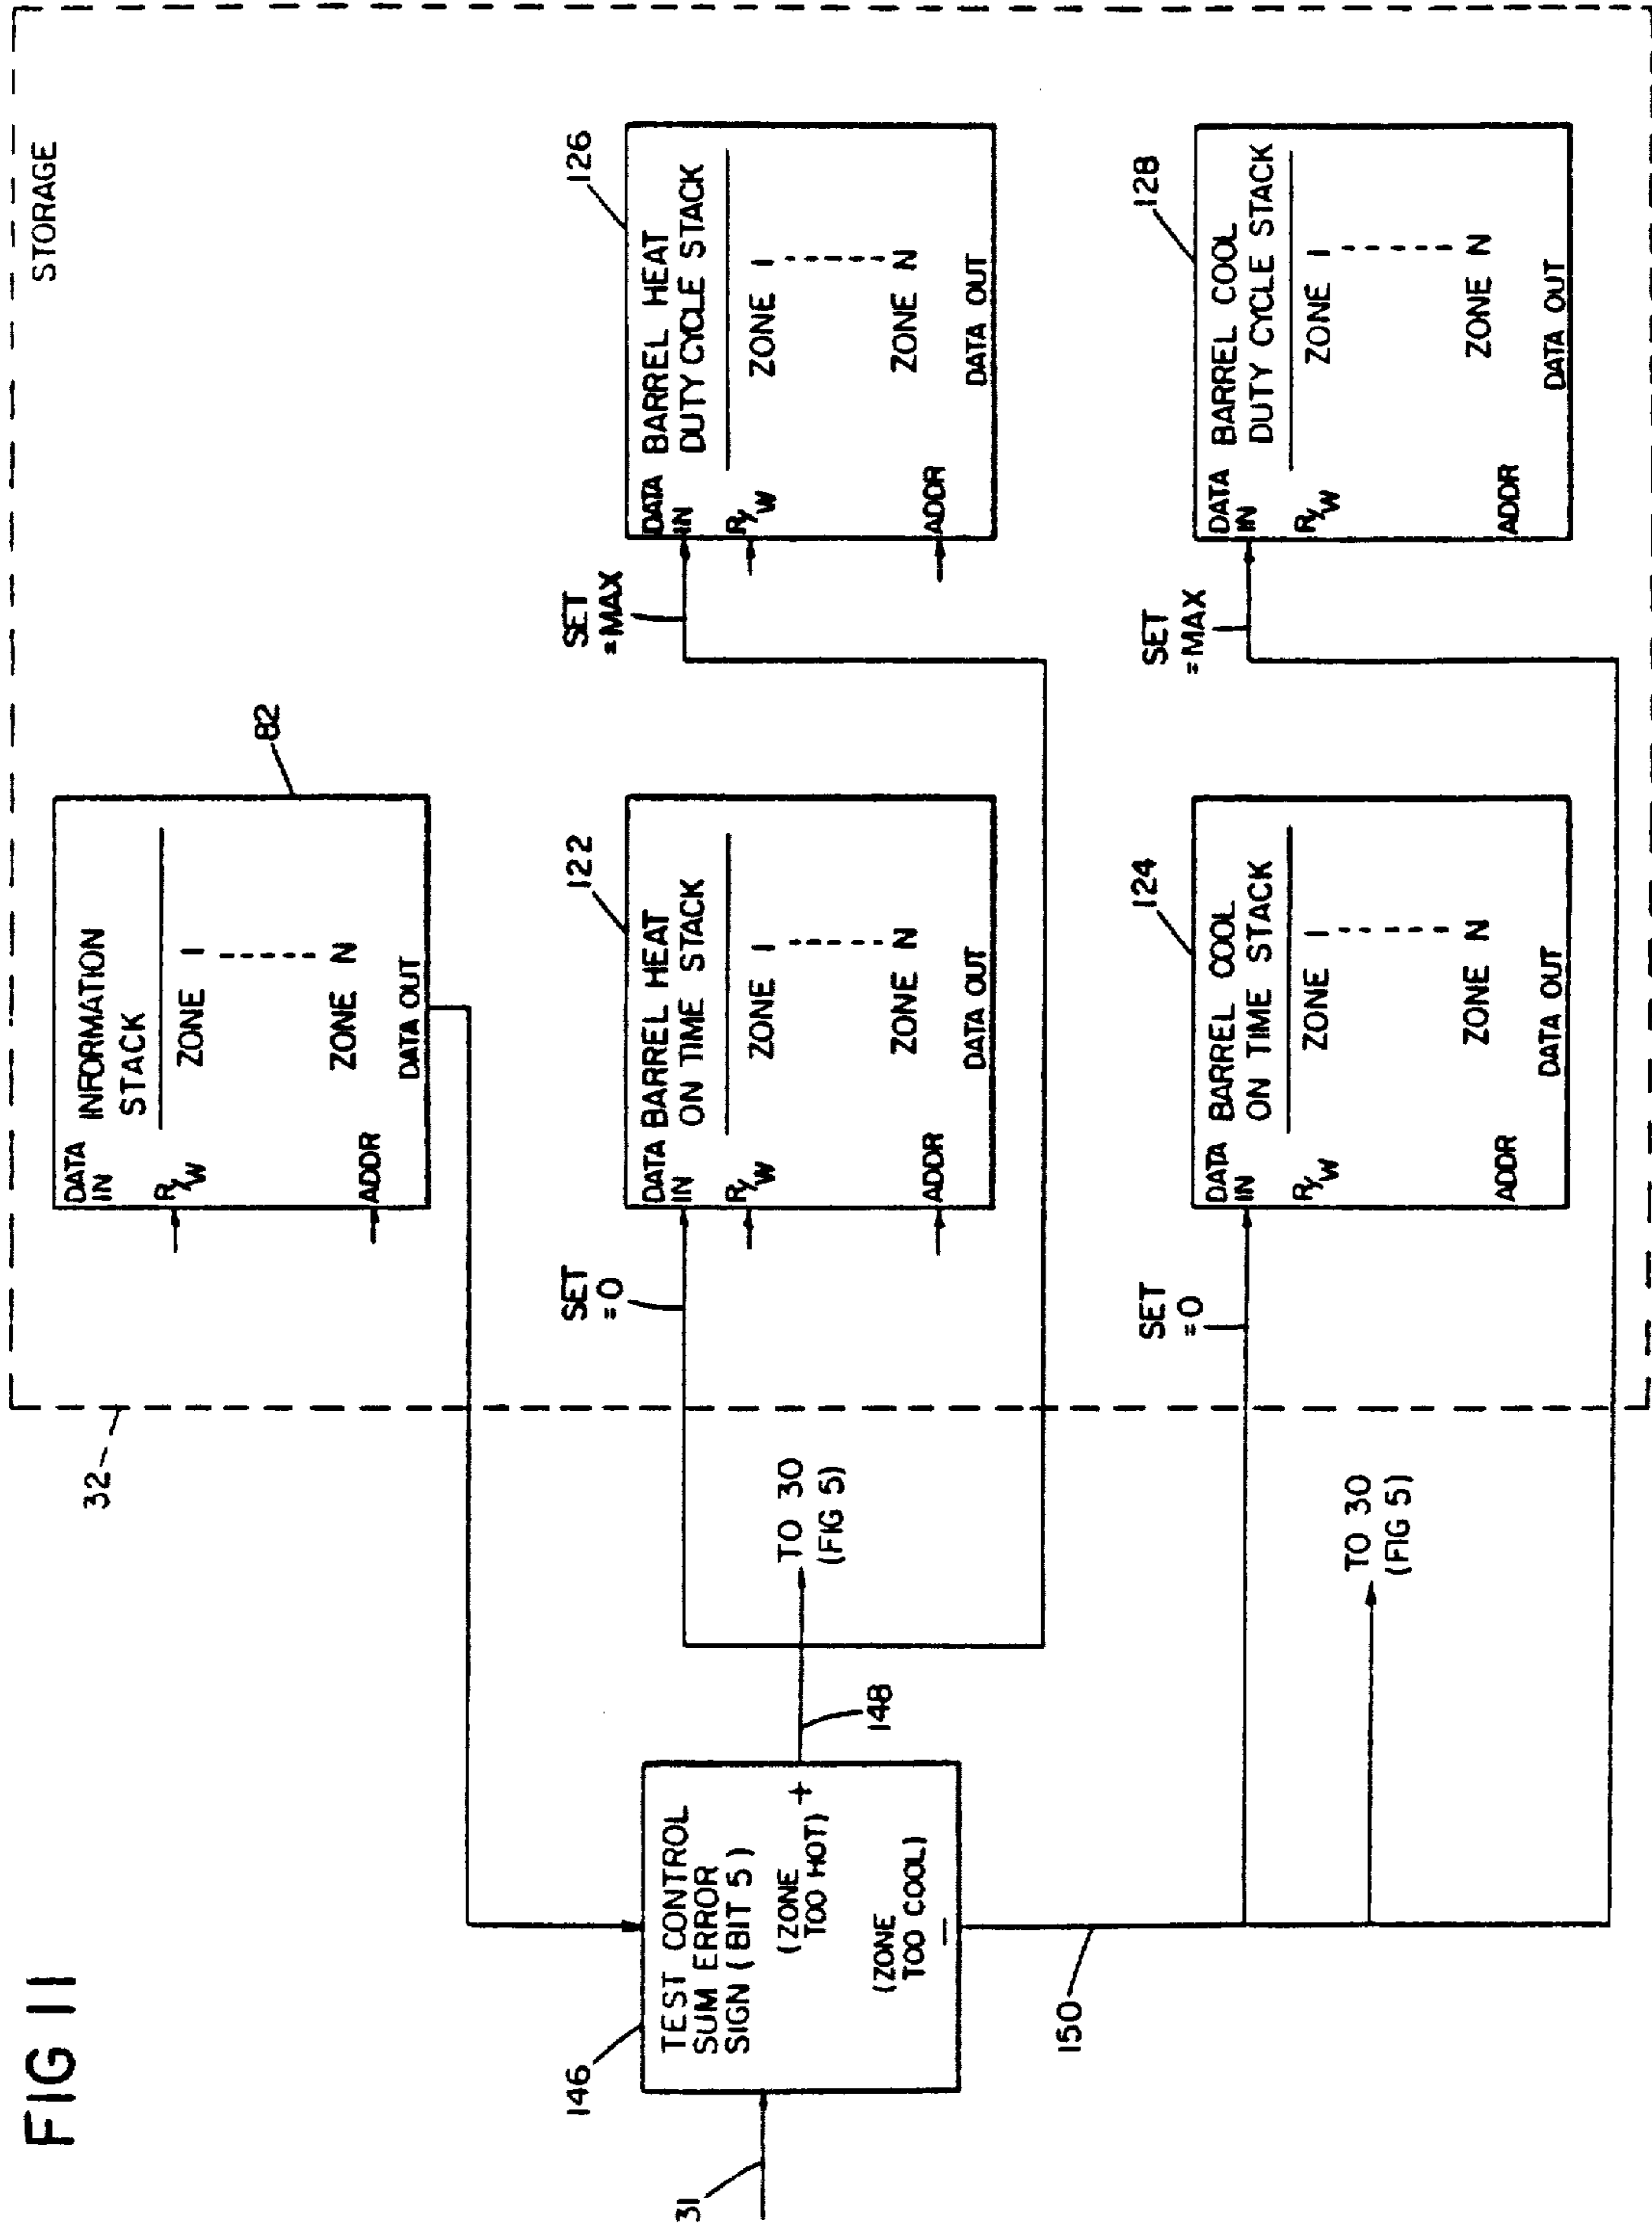 FIG 11
STORAGE
32
82
DATA
IN
INFORMATION
STACK
R/W
ZONE 1
ZONE N
ADDR
DATA OUT
122
SET
=0
DATA
IN
BARREL HEAT
ON TIME STACK
R/W
ZONE 1
ZONE N
ADDR
DATA OUT
126
SET
=MAX
DATA
IN
BARREL HEAT
DUTY CYCLE STACK
R/W
ZONE 1
ZONE N
ADDR
DATA OUT
31
146
TEST CONTROL
SUM ERROR
SIGN (BIT 5)
(ZONE
TOO HOT) +
(ZONE
TOO COOL)
–
148
TO 30
(FIG 5)
150
TO 30
(FIG 5)
124
SET
=0
DATA
IN
BARREL COOL
ON TIME STACK
R/W
ZONE 1
ZONE N
ADDR
DATA OUT
128
SET
=MAX
DATA
IN
BARREL COOL
DUTY CYCLE STACK
R/W
ZONE 1
ZONE N
ADDR
DATA OUT